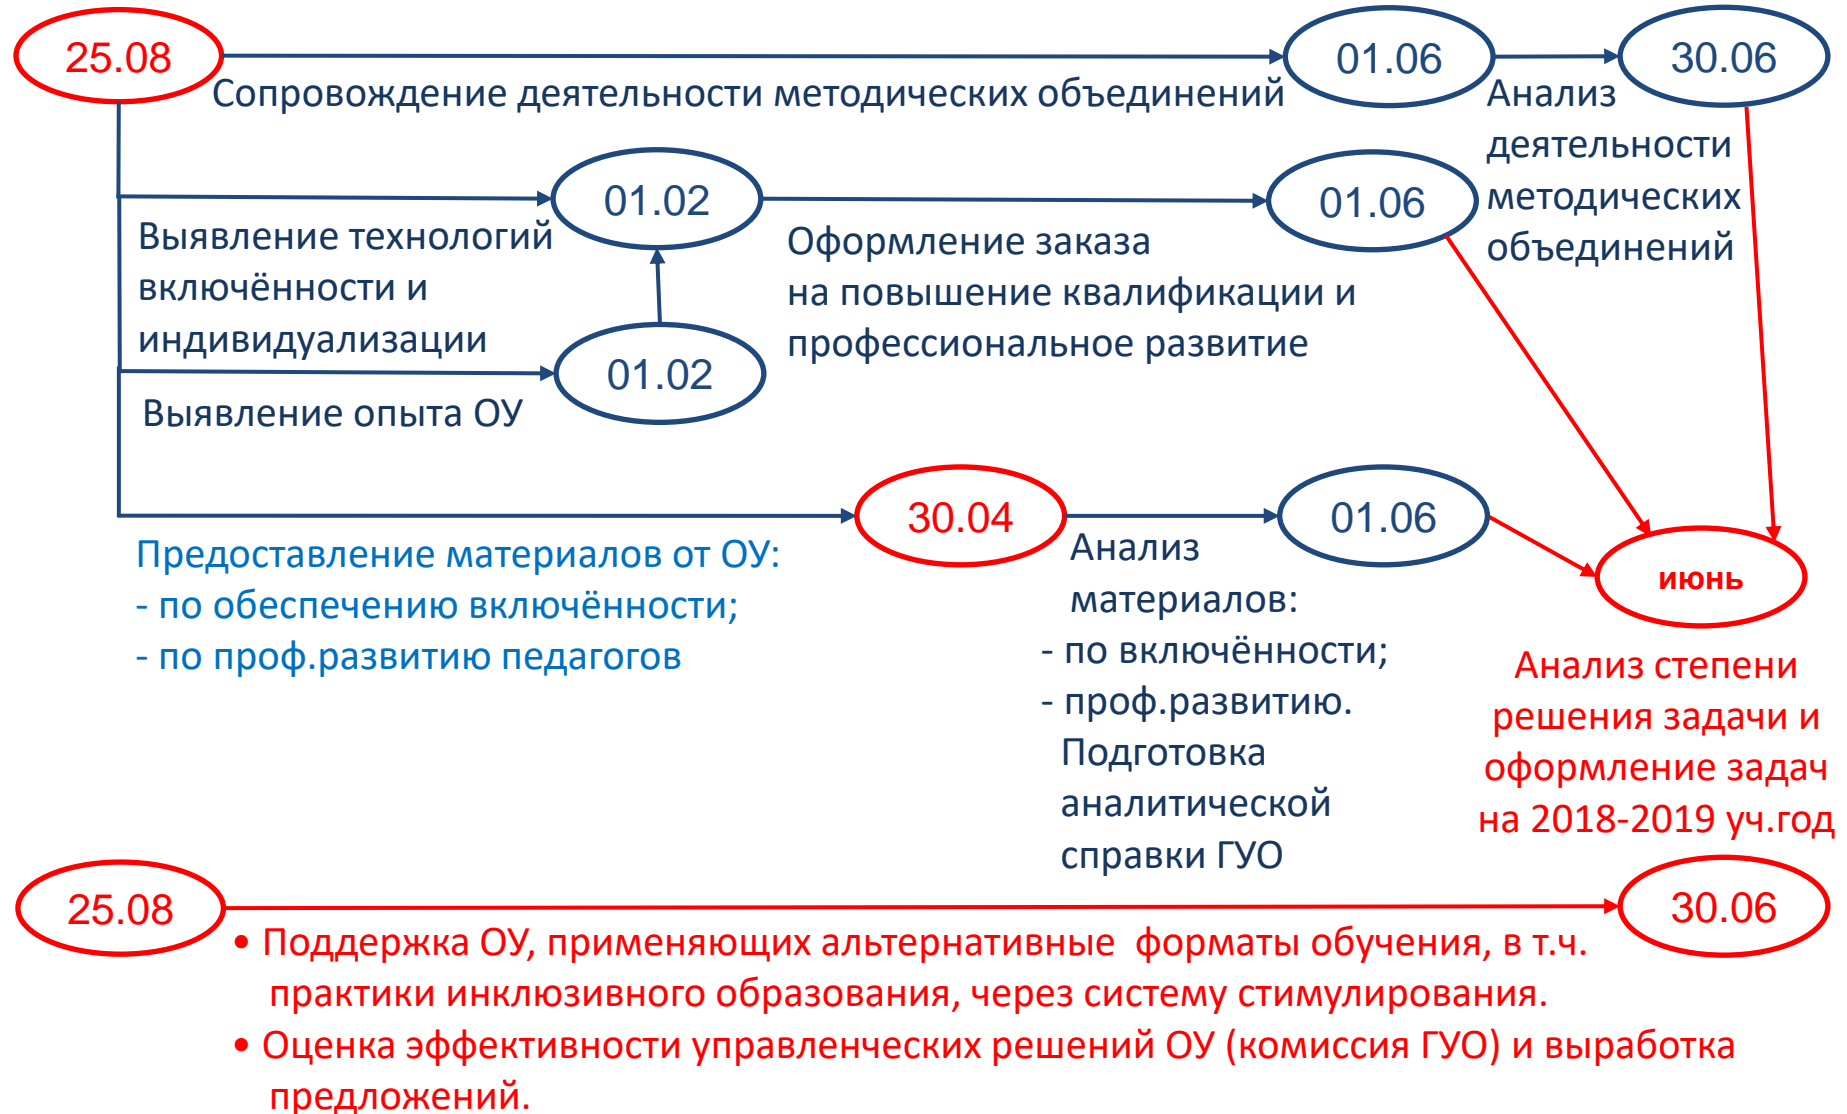 25.08
01.06
30.06
Сопровождение деятельности методических объединений
Анализ
деятельности
методических
объединений
01.02
01.06
Выявление технологий
включённости и
индивидуализации
Оформление заказа
на повышение квалификации и
профессиональное развитие
01.02
Выявление опыта ОУ
30.04
01.06
июнь
Предоставление материалов от ОУ:
- по обеспечению включённости;
- по проф.развитию педагогов
Анализ
материалов:
- по включённости;
- проф.развитию.
Подготовка
аналитической
справки ГУО
Анализ степени
решения задачи и
оформление задач
на 2018-2019 уч.год
25.08
30.06
• Поддержка ОУ, применяющих альтернативные  форматы обучения, в т.ч.
практики инклюзивного образования, через систему стимулирования.
• Оценка эффективности управленческих решений ОУ (комиссия ГУО) и выработка
предложений.